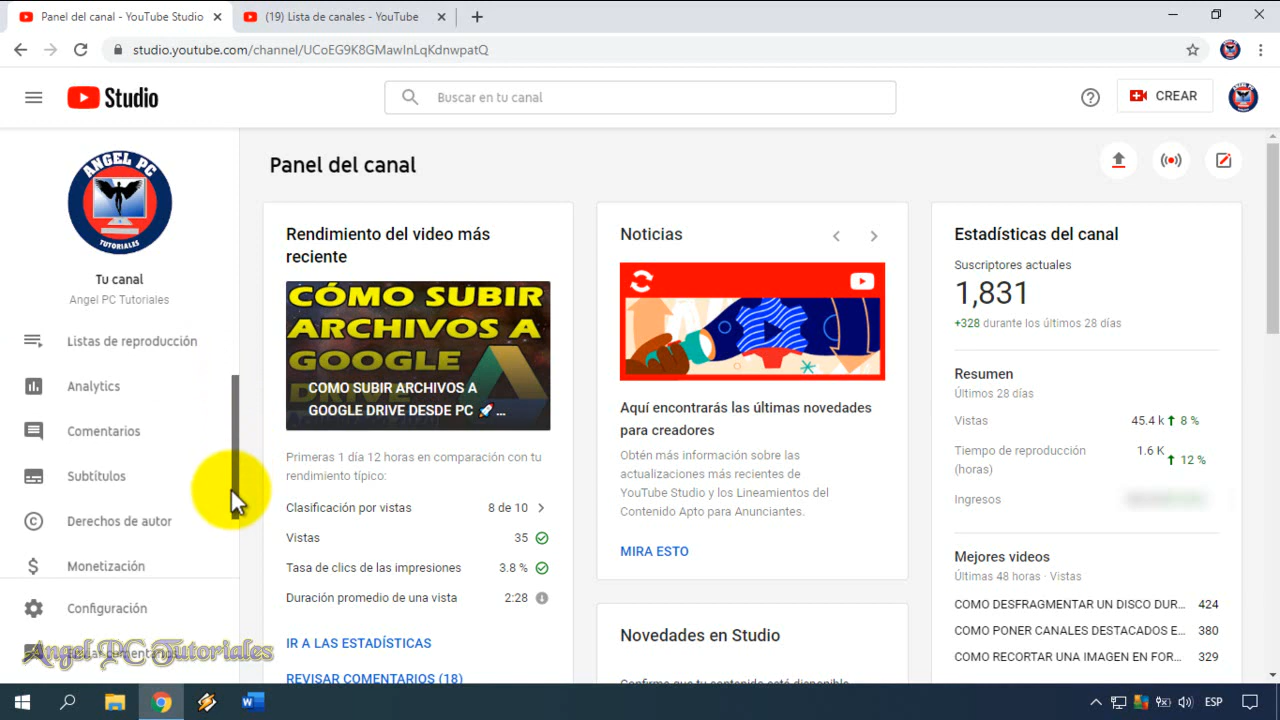 Panel del canal - YouTube Studio
(19) Lista de canales - YouTube
studio.youtube.com/channel/UCoEG9K8GMawInLqKdnwpatQ
Studio
Buscar en tu canal
CREAR
ANGEL PC
TUTORIALES
Tu canal
Angel PC Tutoriales
Listas de reproducción
Analytics
Comentarios
Subtítulos
Derechos de autor
Monetización
Configuración
Angel PC Tutoriales
Panel del canal
Rendimiento del video más
reciente
CÓMO SUBIR
ARCHIVOS A
GOOGLE
DRIVE
COMO SUBIR ARCHIVOS A
GOOGLE DRIVE DESDE PC 🚀 ...
Primeras 1 día 12 horas en comparación con tu
rendimiento típico:
Clasificación por vistas 8 de 10
Vistas 35
Tasa de clics de las impresiones 3.8 %
Duración promedio de una vista 2:28
IR A LAS ESTADÍSTICAS
REVISAR COMENTARIOS (18)
Noticias
Aquí encontrarás las últimas novedades
para creadores
Obtén más información sobre las
actualizaciones más recientes de
YouTube Studio y los Lineamientos del
Contenido Apto para Anunciantes.
MIRA ESTO
Novedades en Studio
Estadísticas del canal
Suscriptores actuales
1,831
+328 durante los últimos 28 días
Resumen
Últimos 28 días
Vistas 45.4 k 8 %
Tiempo de reproducción
(horas) 1.6 K 12 %
Ingresos
Mejores videos
Últimas 48 horas · Vistas
COMO DESFRAGMENTAR UN DISCO DUR... 424
COMO PONER CANALES DESTACADOS E... 380
COMO RECORTAR UNA IMAGEN EN FOR... 329
ESP